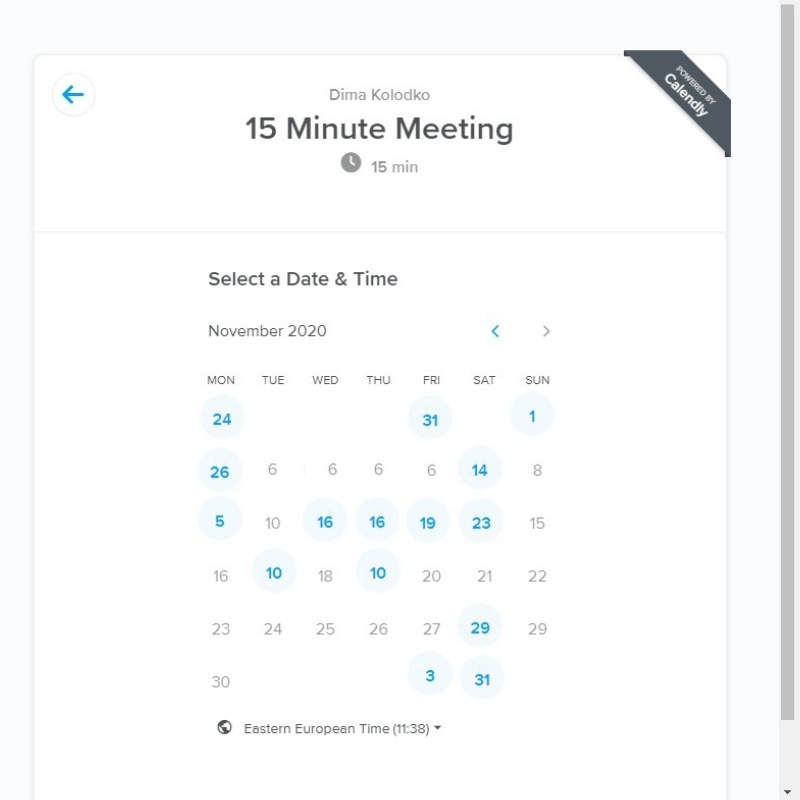 POWERED BY
Calendly
Dima Kolodko
15 Minute Meeting
15 min
Select a Date & Time
November 2020
MON TUE WED THU FRI SAT SUN
24 31 1
26 6 6 6 6 14 8
5 10 16 16 19 23 15
16 10 18 10 20 21 22
23 24 25 26 27 29 29
30 3 31
Eastern European Time (11:38)